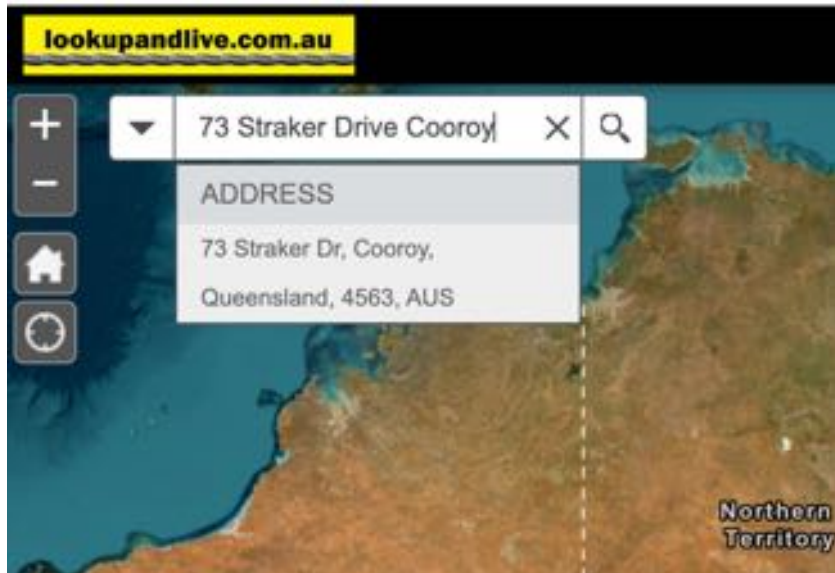 lookupandlive.com.au
73 Straker Drive Cooroy
ADDRESS
73 Straker Dr, Cooroy,
Queensland, 4563, AUS
Northern
Territory